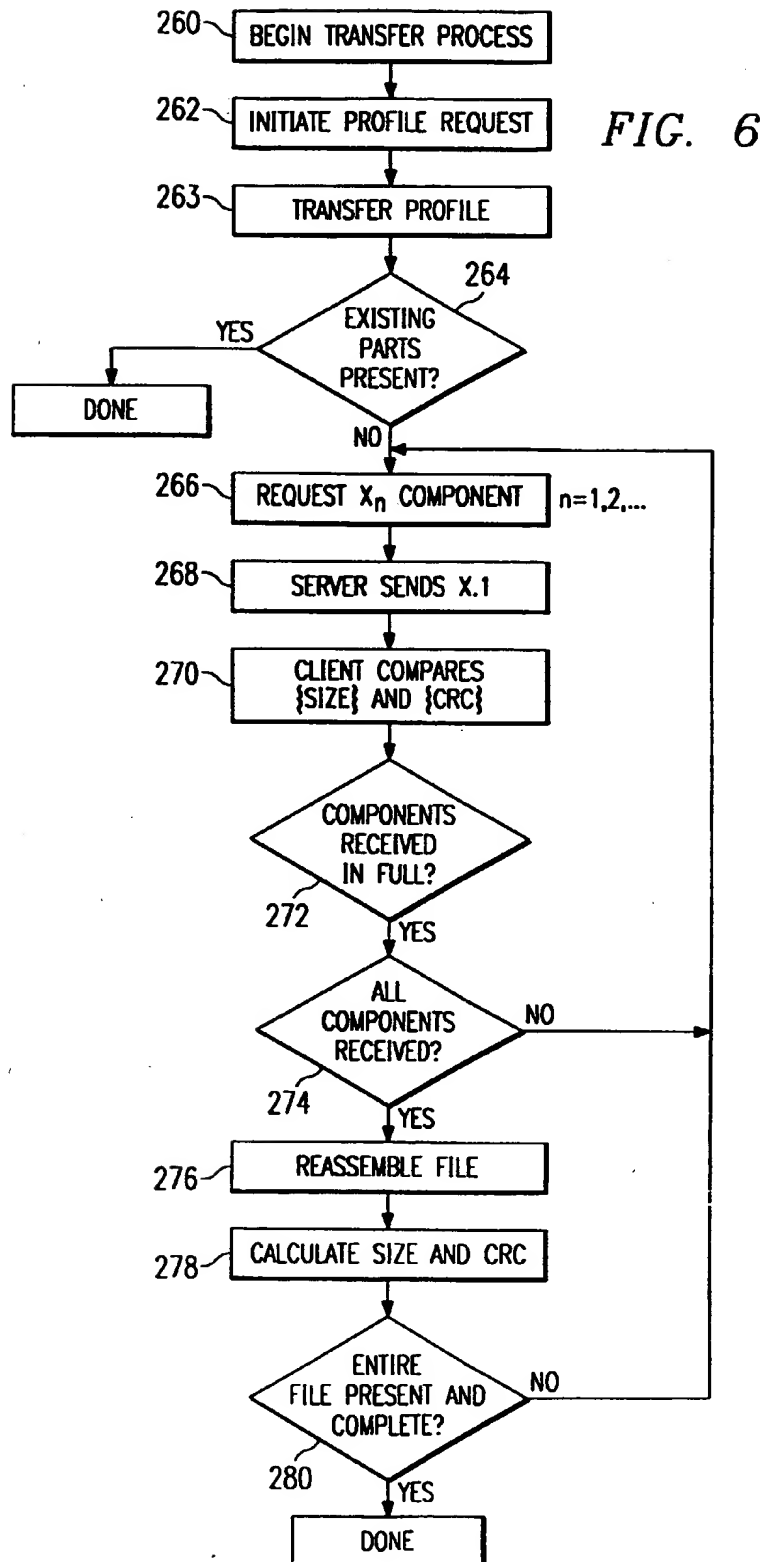 260
BEGIN TRANSFER PROCESS
262
INITIATE PROFILE REQUEST
FIG. 6
263
TRANSFER PROFILE
264
EXISTING
PARTS
PRESENT?
YES
DONE
NO
266
REQUEST Xn COMPONENT
n=1,2,...
268
SERVER SENDS X.1
270
CLIENT COMPARES
{SIZE} AND {CRC}
COMPONENTS
RECEIVED
IN FULL?
272
YES
ALL
COMPONENTS
RECEIVED?
NO
274
YES
276
REASSEMBLE FILE
278
CALCULATE SIZE AND CRC
ENTIRE
FILE PRESENT AND
COMPLETE?
NO
280
YES
DONE